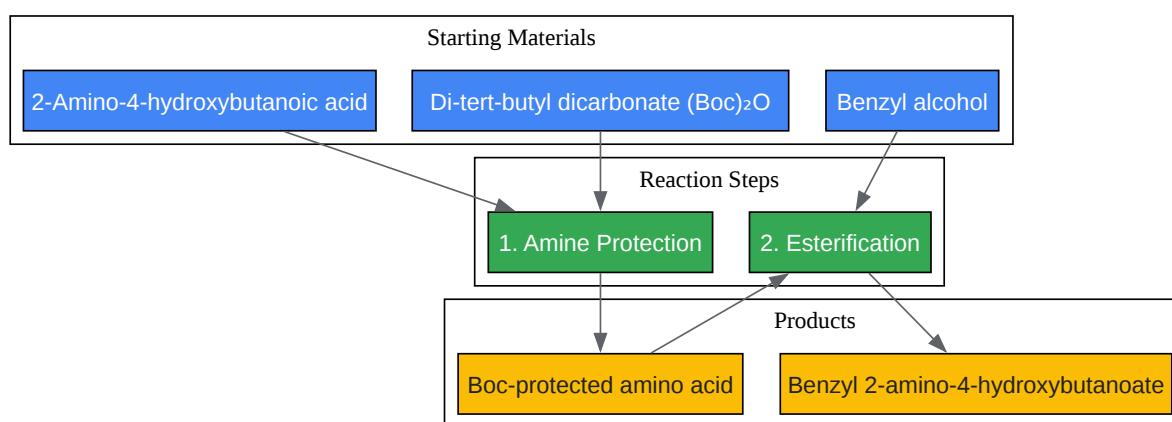 Starting Materials
2-Amino-4-hydroxybutanoic acid
Di-tert-butyl dicarbonate (Boc)₂O
Benzyl alcohol
Reaction Steps
1. Amine Protection
2. Esterification
Products
Boc-protected amino acid
Benzyl 2-amino-4-hydroxybutanoate